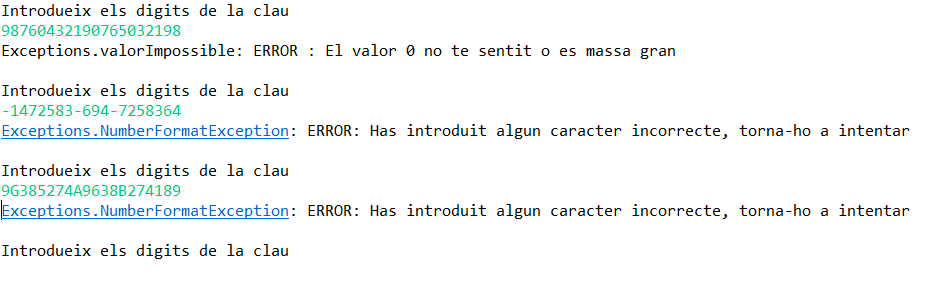 Introdueix els digits de la clau
98760432190765032198
Exceptions.valorImpossible: ERROR : El valor 0 no te sentit o es massa gran
Introdueix els digits de la clau
-1472583-694-7258364
Exceptions.NumberFormatException: ERROR: Has introduit algun caracter incorrecte, torna-ho a intentar
Introdueix els digits de la clau
9G385274A9638B274189
Exceptions.NumberFormatException: ERROR: Has introduit algun caracter incorrecte, torna-ho a intentar
Introdueix els digits de la clau